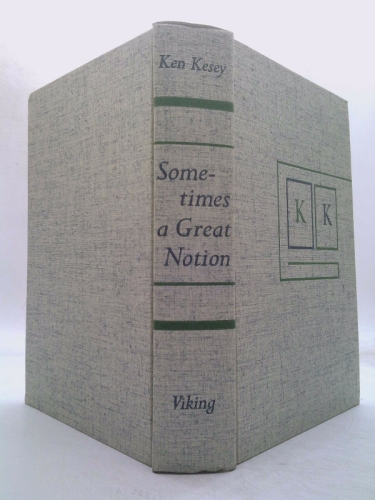 Ken Kesey
Some-
times
a Great
Notion
Viking
K K